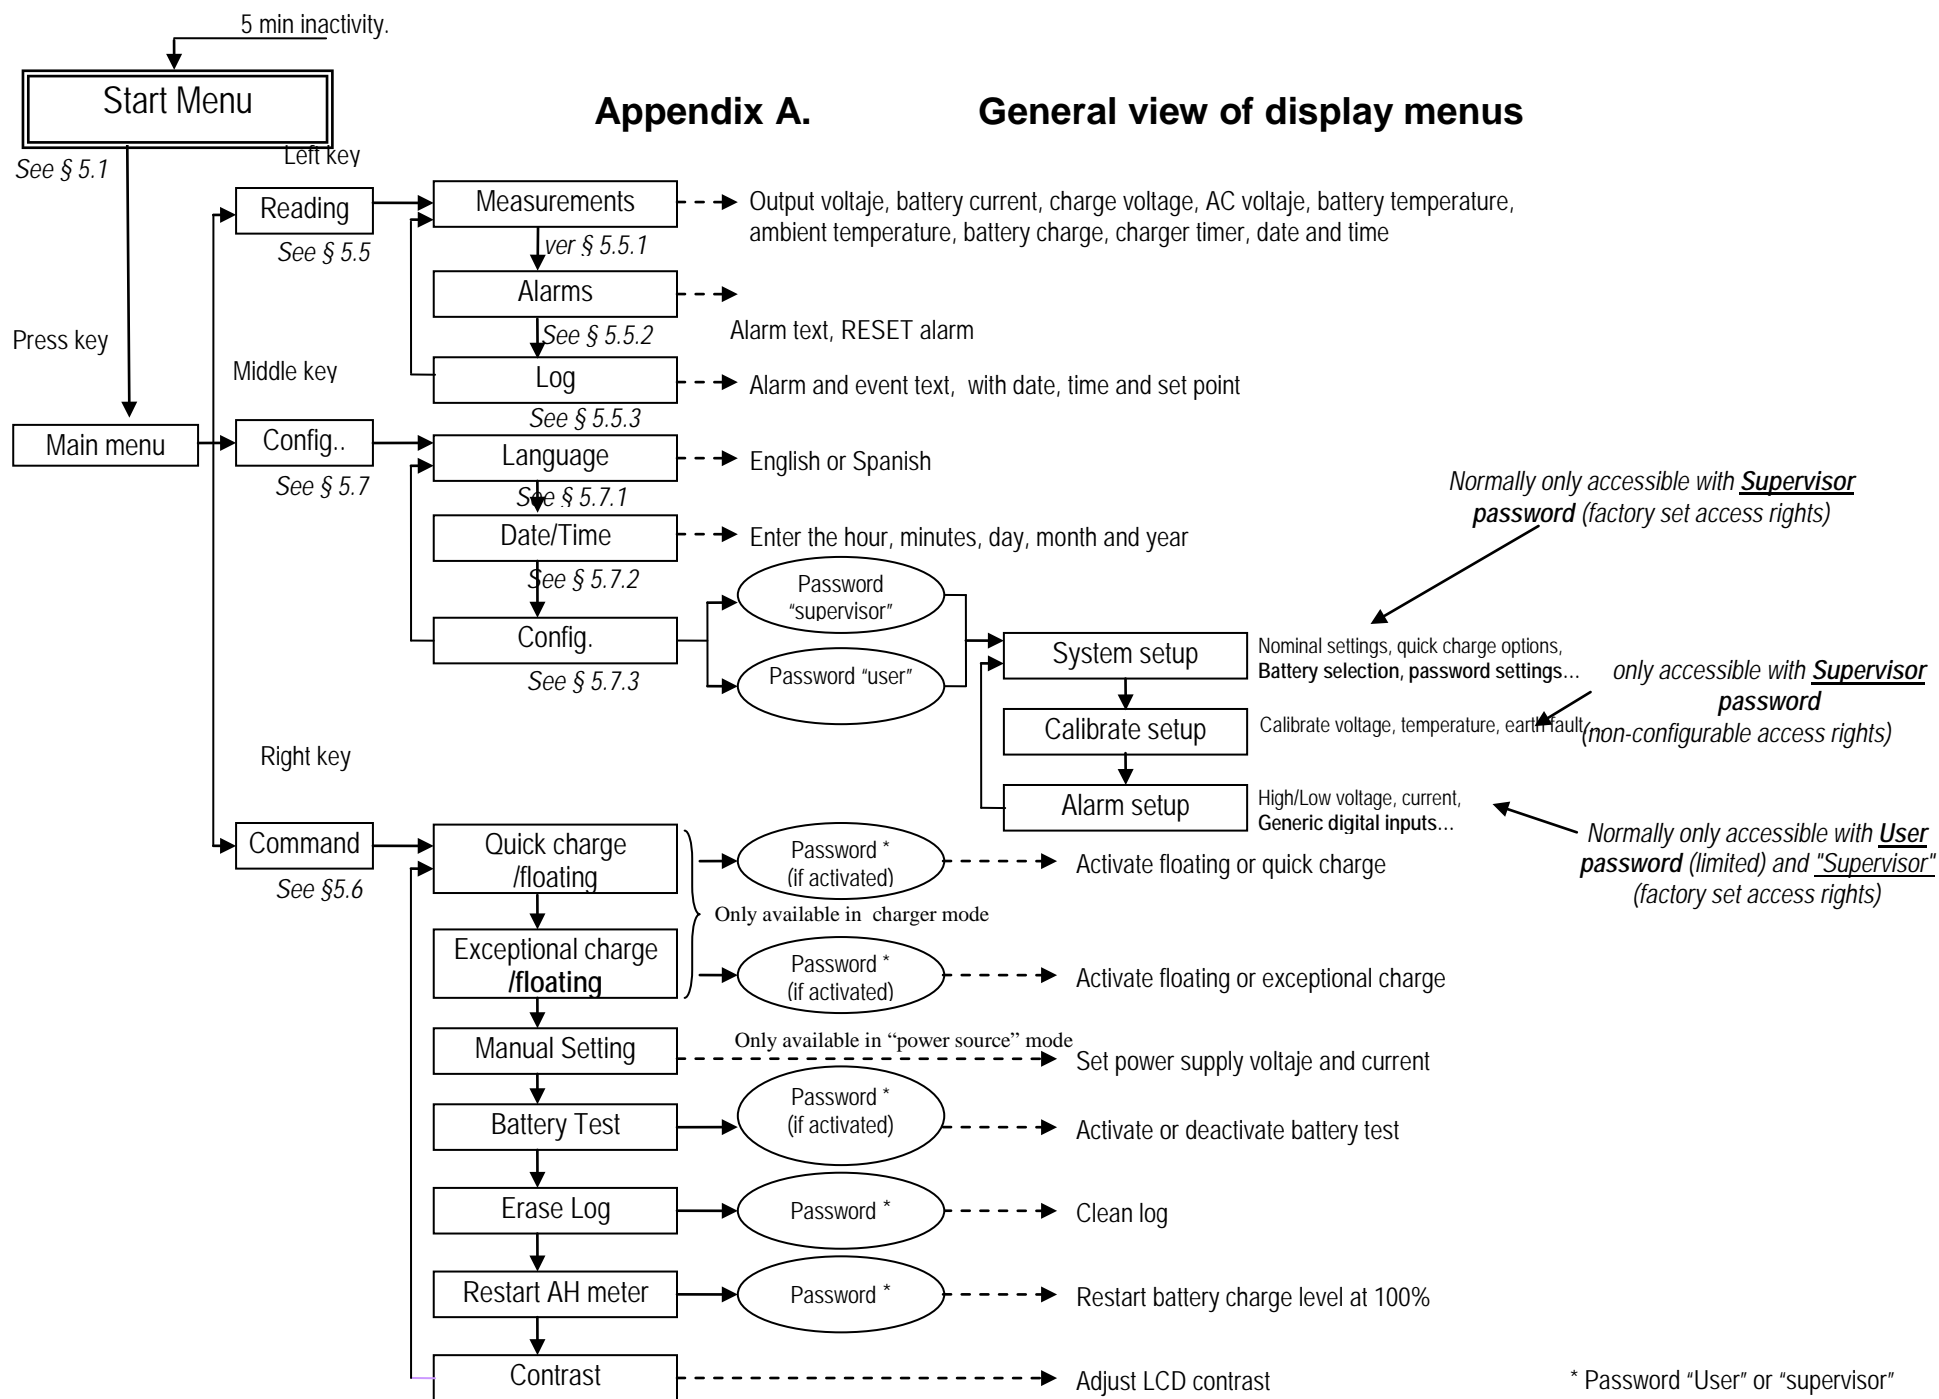 5 min inactivity.
Start Menu
Appendix A. General view of display menus
See § 5.1
Left key
Reading
See § 5.5
Measurements
ver § 5.5.1
Output voltaje, battery current, charge voltage, AC voltaje, battery temperature,
ambient temperature, battery charge, charger timer, date and time
Alarms
See § 5.5.2
Alarm text, RESET alarm
Press key
Middle key
Log
See § 5.5.3
Alarm and event text, with date, time and set point
Main menu
Config..
See § 5.7
Language
See § 5.7.1
English or Spanish
Date/Time
See § 5.7.2
Enter the hour, minutes, day, month and year
Config.
See § 5.7.3
Password
“supervisor”
Password “user”
Normally only accessible with Supervisor
password (factory set access rights)
System setup
Nominal settings, quick charge options,
Battery selection, password settings...
only accessible with Supervisor
password
(non-configurable access rights)
Calibrate setup
Calibrate voltage, temperature, earth fault...
Alarm setup
High/Low voltage, current,
Generic digital inputs...
Normally only accessible with User
password (limited) and "Supervisor"
(factory set access rights)
Right key
Command
See §5.6
Quick charge
/floating
Password *
(if activated)
Activate floating or quick charge
Only available in charger mode
Exceptional charge
/floating
Password *
(if activated)
Activate floating or exceptional charge
Manual Setting
Only available in “power source” mode
Set power supply voltaje and current
Battery Test
Password *
(if activated)
Activate or deactivate battery test
Erase Log
Password *
Clean log
Restart AH meter
Password *
Restart battery charge level at 100%
Contrast
Adjust LCD contrast
* Password “User” or “supervisor”